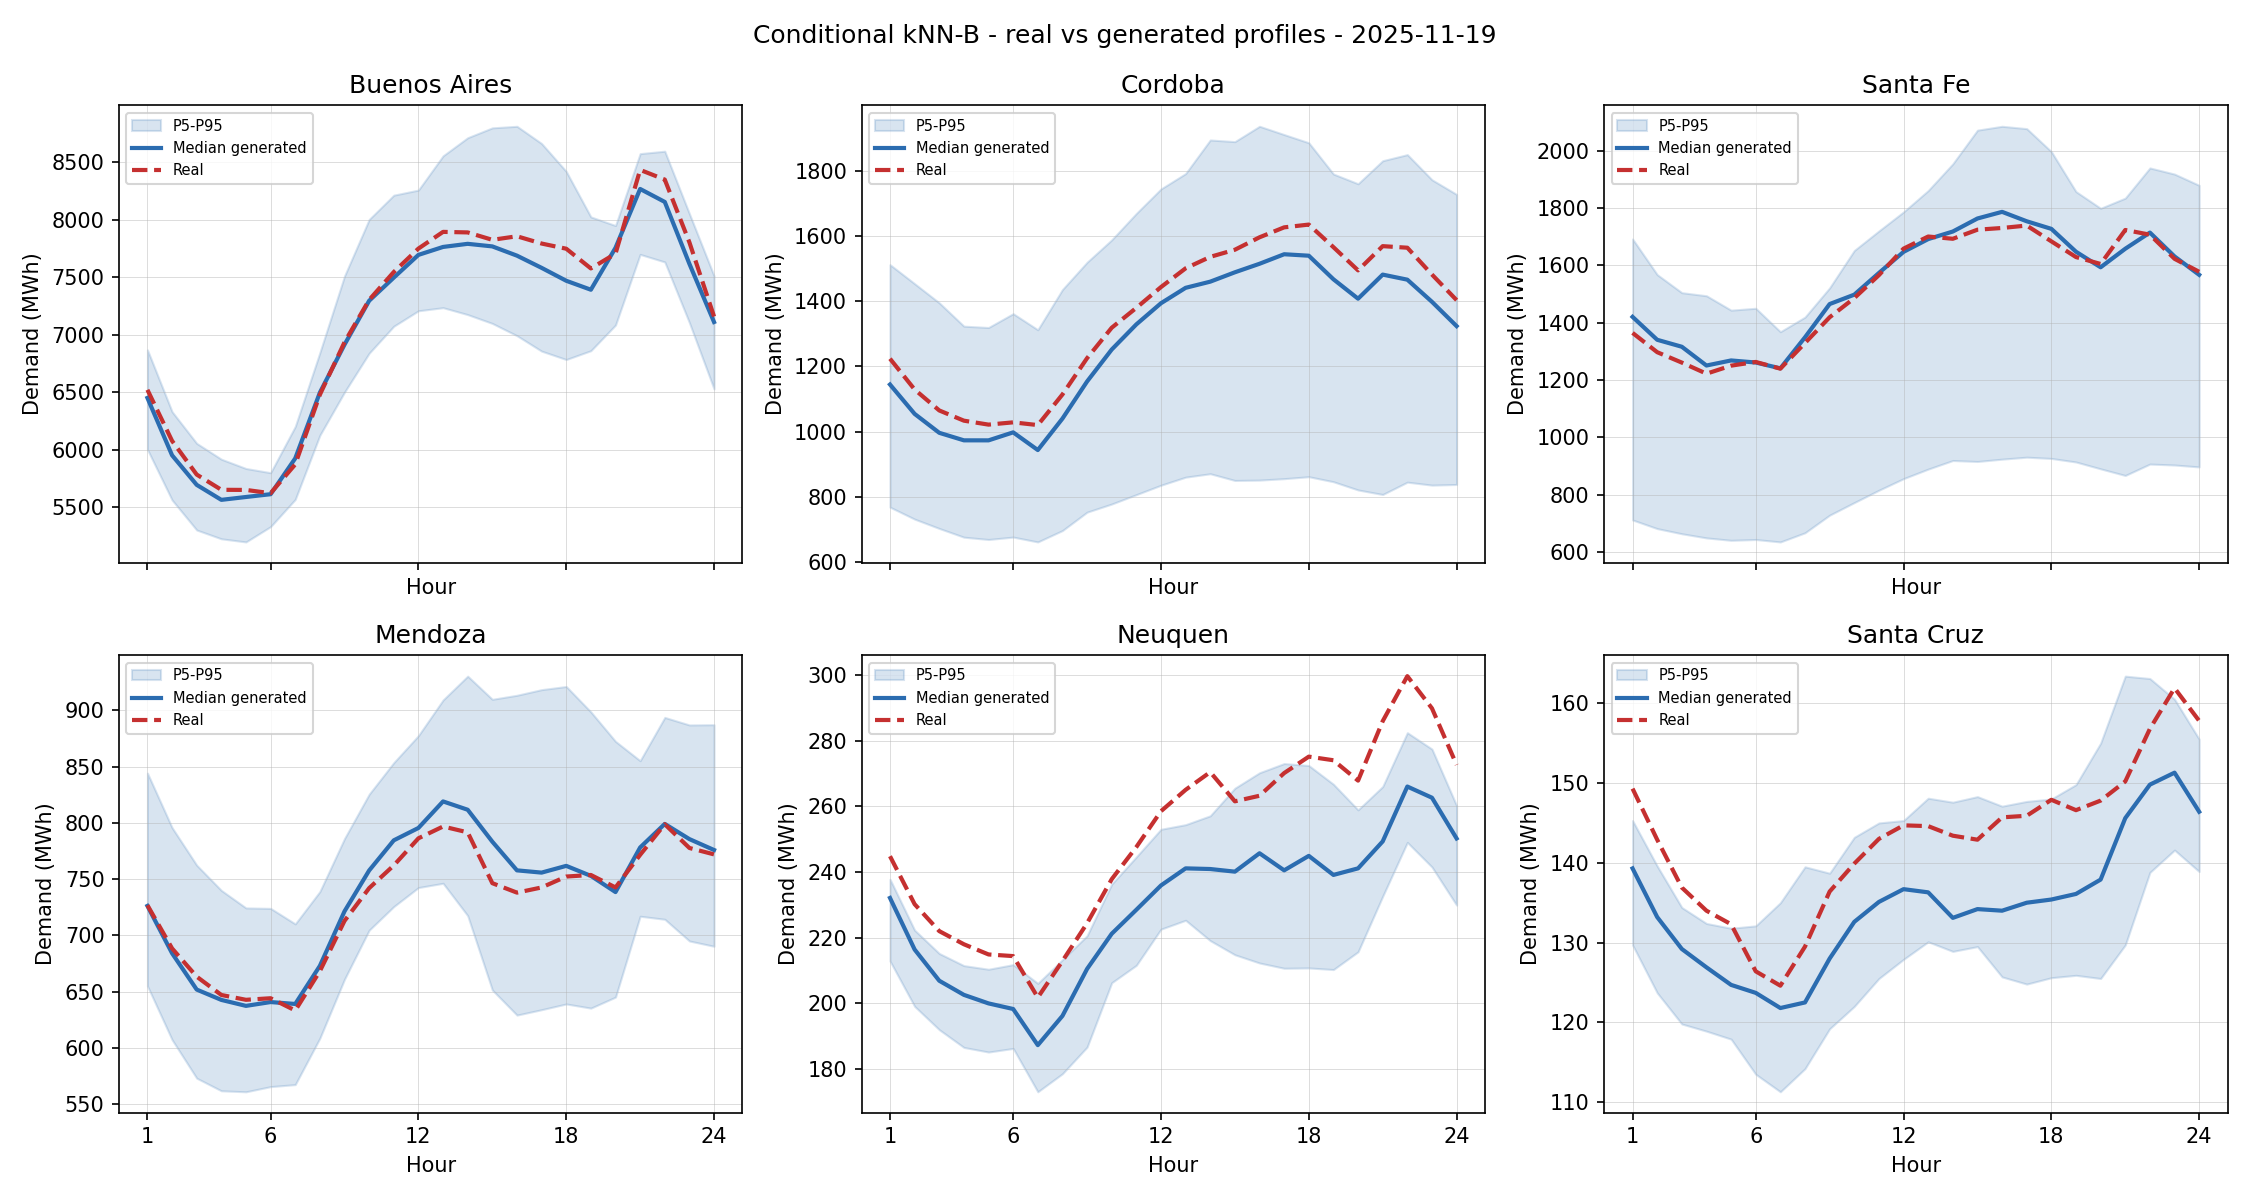 Conditional kNN-B - real vs generated profiles - 2025-11-19
Buenos Aires
P5-P95
Median generated
Real
Demand (MWh)
8500
8000
7500
7000
6500
6000
5500
Hour
Cordoba
P5-P95
Median generated
Real
Demand (MWh)
1800
1600
1400
1200
1000
800
600
Hour
Santa Fe
P5-P95
Median generated
Real
Demand (MWh)
2000
1800
1600
1400
1200
1000
800
600
Hour
Mendoza
P5-P95
Median generated
Real
Demand (MWh)
900
850
800
750
700
650
600
550
1 6 12 18 24
Hour
Neuquen
P5-P95
Median generated
Real
Demand (MWh)
300
280
260
240
220
200
180
1 6 12 18 24
Hour
Santa Cruz
P5-P95
Median generated
Real
Demand (MWh)
160
150
140
130
120
110
1 6 12 18 24
Hour